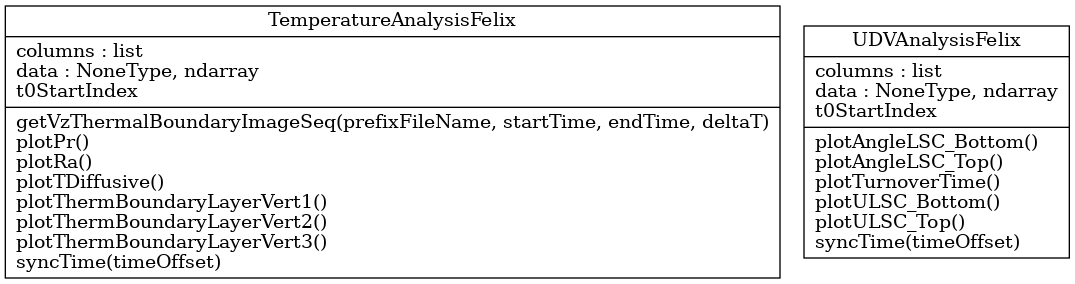 TemperatureAnalysisFelix
columns : list
data : NoneType, ndarray
t0StartIndex
getVzThermalBoundaryImageSeq(prefixFileName, startTime, endTime, deltaT)
plotPr()
plotRa()
plotTDiffusive()
plotThermBoundaryLayerVert1()
plotThermBoundaryLayerVert2()
plotThermBoundaryLayerVert3()
syncTime(timeOffset)
UDVAnalysisFelix
columns : list
data : NoneType, ndarray
t0StartIndex
plotAngleLSC_Bottom()
plotAngleLSC_Top()
plotTurnoverTime()
plotULSC_Bottom()
plotULSC_Top()
syncTime(timeOffset)